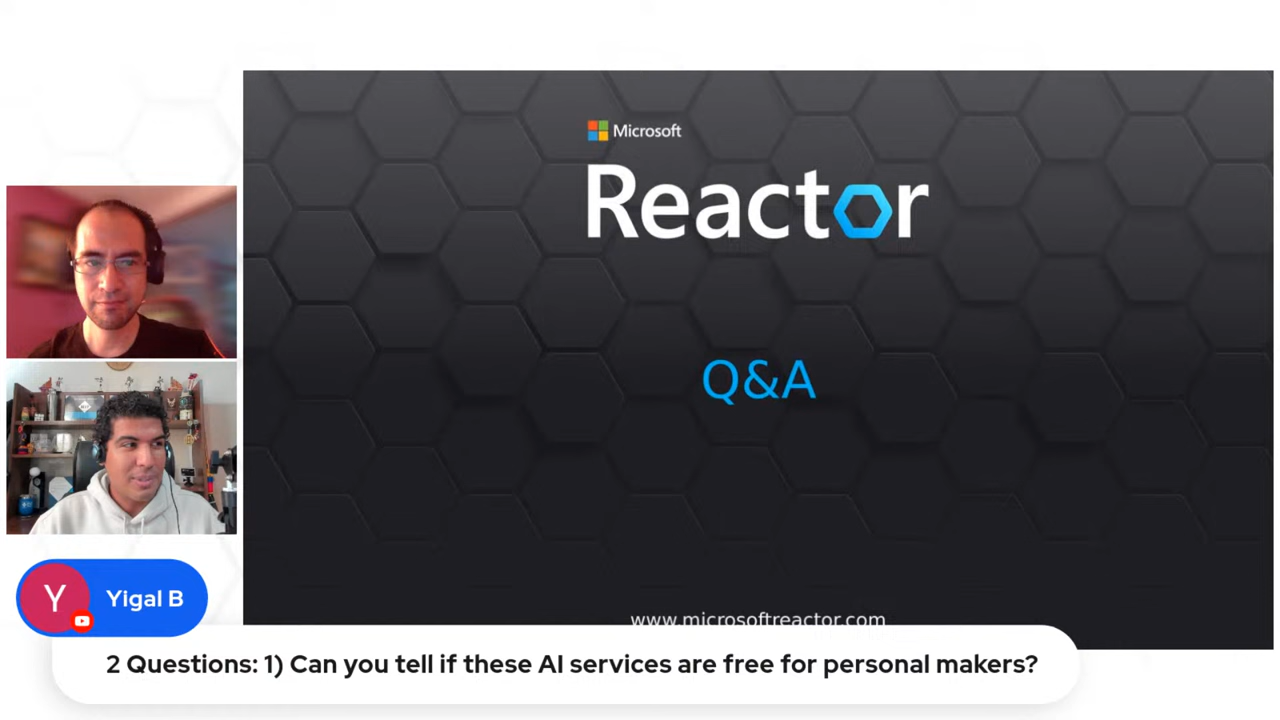 Microsoft
Reactor
Q&A
www.microsoftreactor.com
Y
Yigal B
2 Questions: 1) Can you tell if these AI services are free for personal makers?